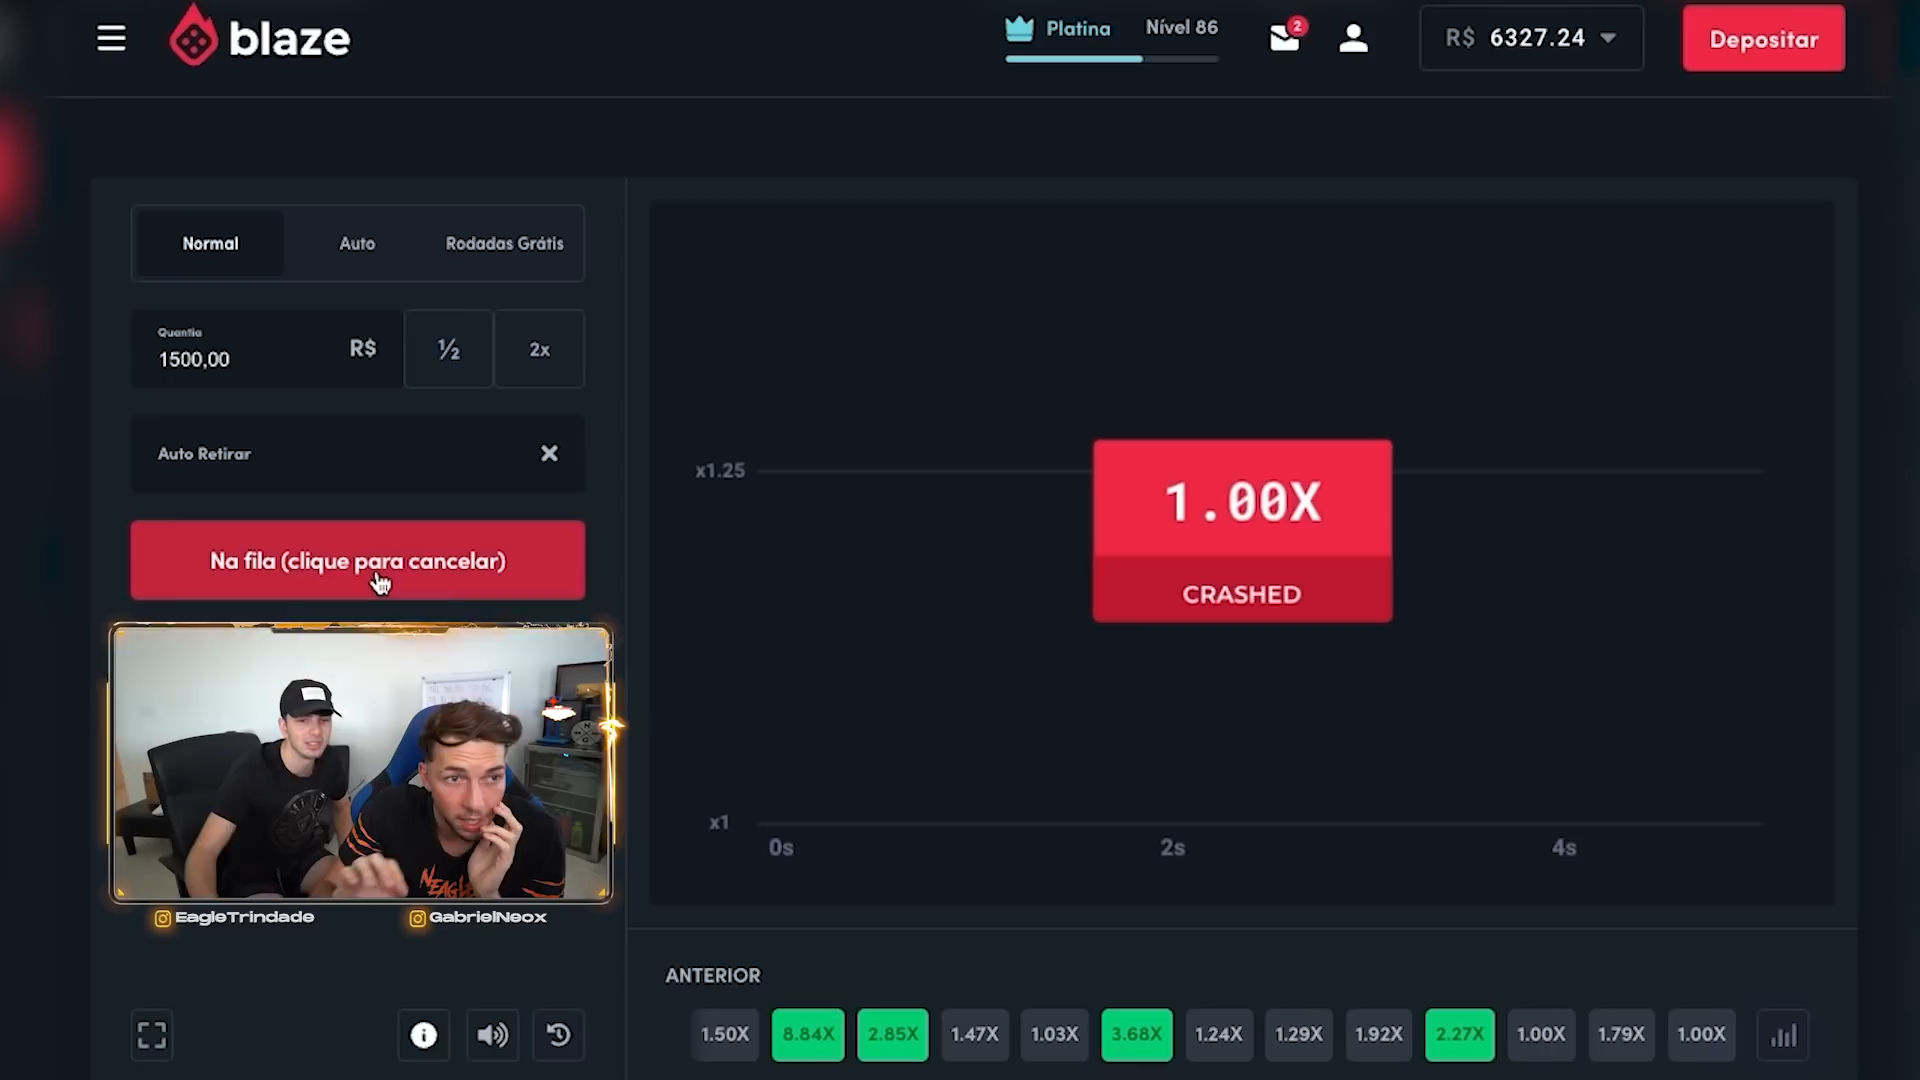 blaze
Platina
Nível 86
2
R$ 6327.24
Depositar
Normal
Auto
Rodadas Grátis
Quantia
1500,00
R$
½
2x
Auto Retirar
Na fila (clique para cancelar)
x1.25
1.00X
CRASHED
x1
0s
2s
4s
EagleTrindade
GabrielNeox
ANTERIOR
1.50X
8.84X
2.85X
1.47X
1.03X
3.68X
1.24X
1.29X
1.92X
2.27X
1.00X
1.79X
1.00X